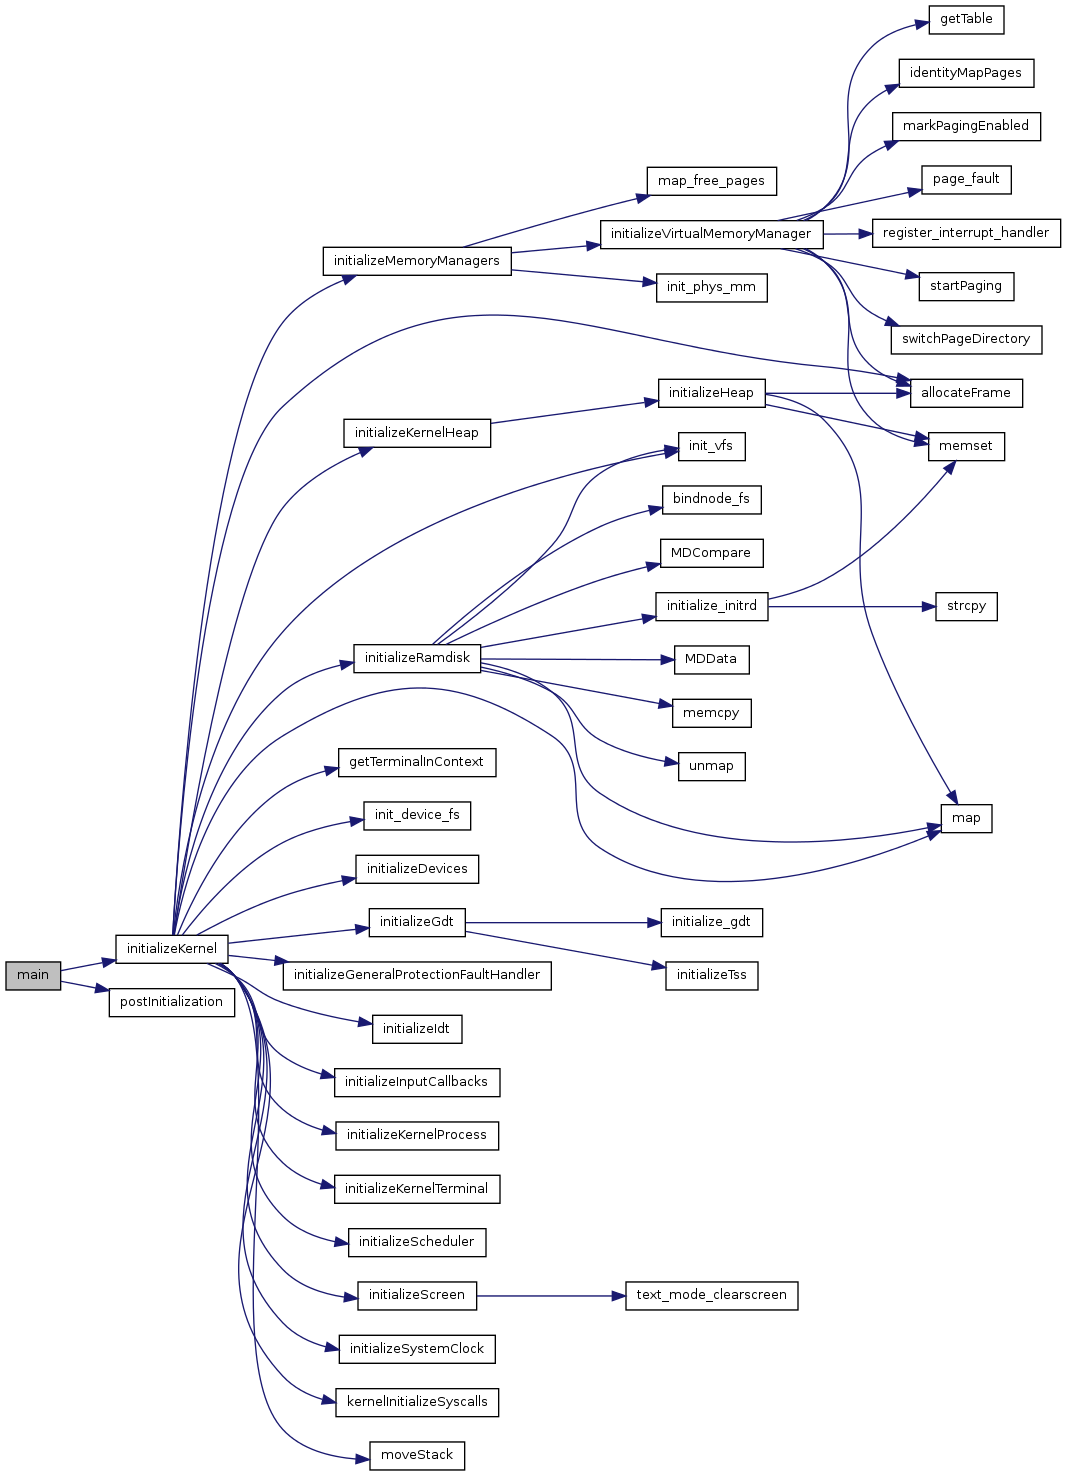 getTable
identityMapPages
markPagingEnabled
map_free_pages
page_fault
initializeVirtualMemoryManager
register_interrupt_handler
initializeMemoryManagers
init_phys_mm
startPaging
switchPageDirectory
initializeHeap
allocateFrame
initializeKernelHeap
init_vfs
memset
bindnode_fs
MDCompare
initialize_initrd
strcpy
initializeRamdisk
MDData
memcpy
getTerminalInContext
unmap
init_device_fs
map
initializeDevices
initializeGdt
initialize_gdt
initializeKernel
main
initializeGeneralProtectionFaultHandler
initializeTss
postInitialization
initializeIdt
initializeInputCallbacks
initializeKernelProcess
initializeKernelTerminal
initializeScheduler
initializeScreen
text_mode_clearscreen
initializeSystemClock
kernelInitializeSyscalls
moveStack